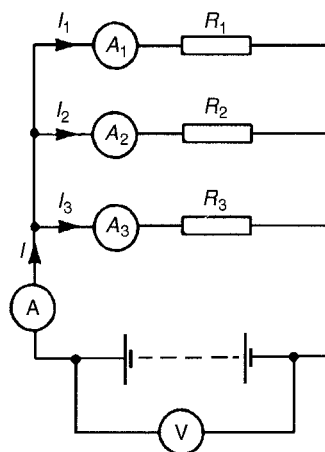 I₁ A₁ R₁
I₂ A₂ R₂
I₃ A₃ R₃
I
A
V